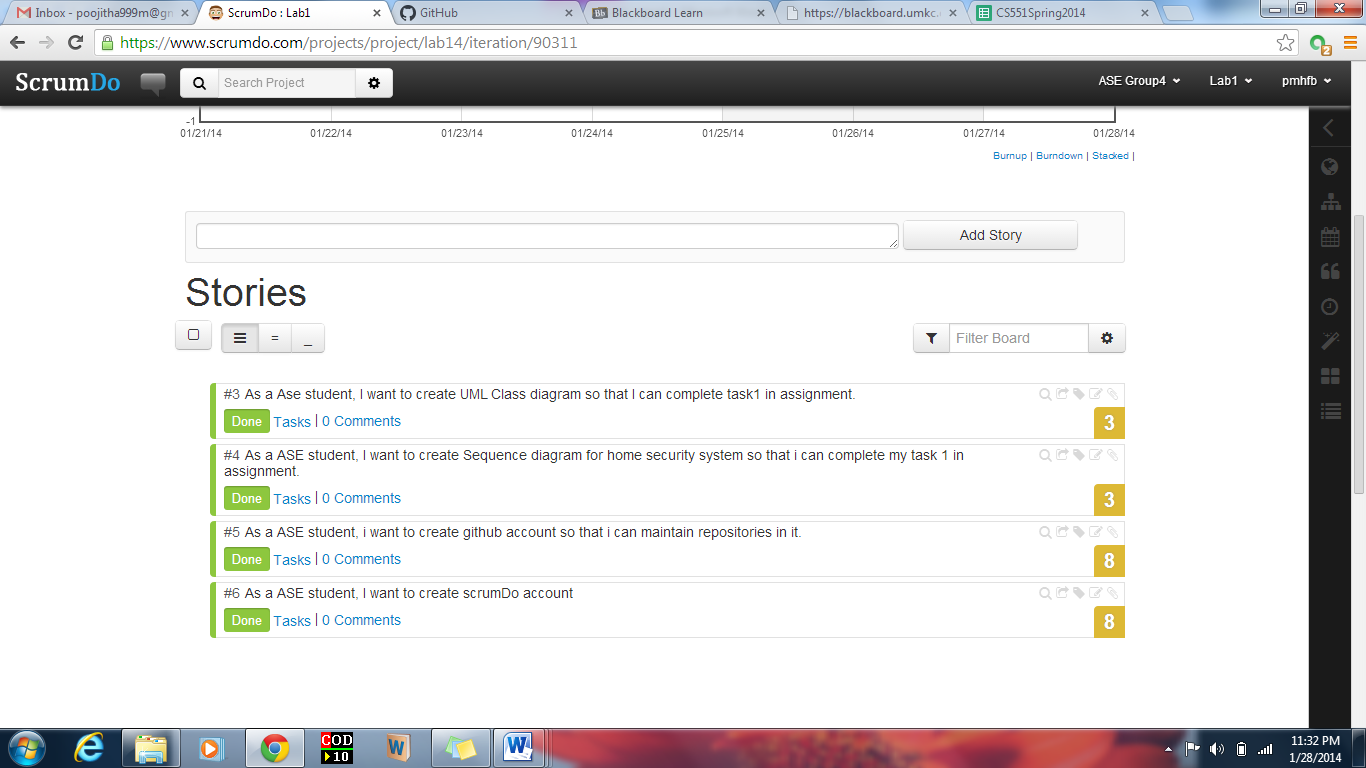 Inbox - poojitha999m@gm
ScrumDo : Lab1
GitHub
Blackboard Learn
https://blackboard.umkc.
CS551Spring2014
https://www.scrumdo.com/projects/project/lab14/iteration/90311
2
ScrumDo
Search Project
ASE Group4
Lab1
pmhfb
-1
01/21/14 01/22/14 01/23/14 01/24/14 01/25/14 01/26/14 01/27/14 01/28/14
Burnup | Burndown | Stacked |
Add Story
Stories
= _
Filter Board
#3 As a Ase student, I want to create UML Class diagram so that I can complete task1 in assignment.
Done Tasks | 0 Comments
3
#4 As a ASE student, I want to create Sequence diagram for home security system so that i can complete my task 1 in
assignment.
Done Tasks | 0 Comments
3
#5 As a ASE student, i want to create github account so that i can maintain repositories in it.
Done Tasks | 0 Comments
8
#6 As a ASE student, I want to create scrumDo account
Done Tasks | 0 Comments
8
COD
10
11:32 PM
1/28/2014